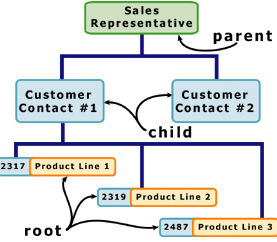 Sales
Representative
parent
Customer
Contact #1
Customer
Contact #2
child
2317 Product Line 1
2319 Product Line 2
2487 Product Line 3
root